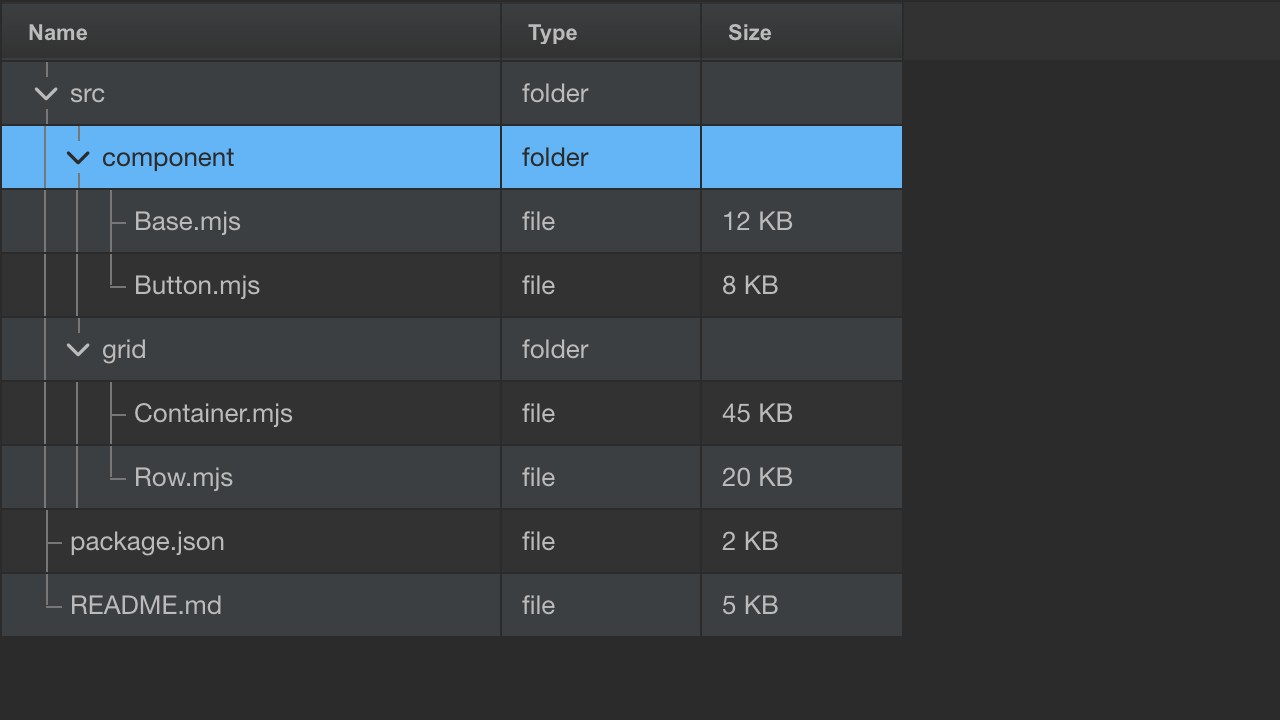 Name Type Size
src folder
component folder
Base.mjs file 12 KB
Button.mjs file 8 KB
grid folder
Container.mjs file 45 KB
Row.mjs file 20 KB
package.json file 2 KB
README.md file 5 KB